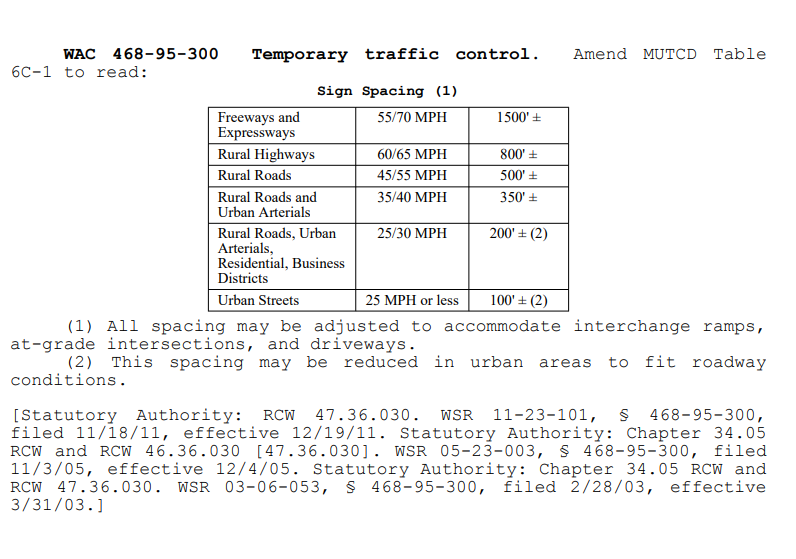 WAC 468-95-300 Temporary traffic control. Amend MUTCD Table
6C-1 to read:
Sign Spacing (1)
Freeways and 55/70 MPH 1500' ±
Expressways
Rural Highways 60/65 MPH 800' ±
Rural Roads 45/55 MPH 500' ±
Rural Roads and 35/40 MPH 350' ±
Urban Arterials
Rural Roads, Urban 25/30 MPH 200' ± (2)
Arterials,
Residential, Business
Districts
Urban Streets 25 MPH or less 100' ± (2)
(1) All spacing may be adjusted to accommodate interchange ramps,
at-grade intersections, and driveways.
(2) This spacing may be reduced in urban areas to fit roadway
conditions.
[Statutory Authority: RCW 47.36.030. WSR 11-23-101, § 468-95-300,
filed 11/18/11, effective 12/19/11. Statutory Authority: Chapter 34.05
RCW and RCW 46.36.030 [47.36.030]. WSR 05-23-003, § 468-95-300, filed
11/3/05, effective 12/4/05. Statutory Authority: Chapter 34.05 RCW and
RCW 47.36.030. WSR 03-06-053, § 468-95-300, filed 2/28/03, effective
3/31/03.]